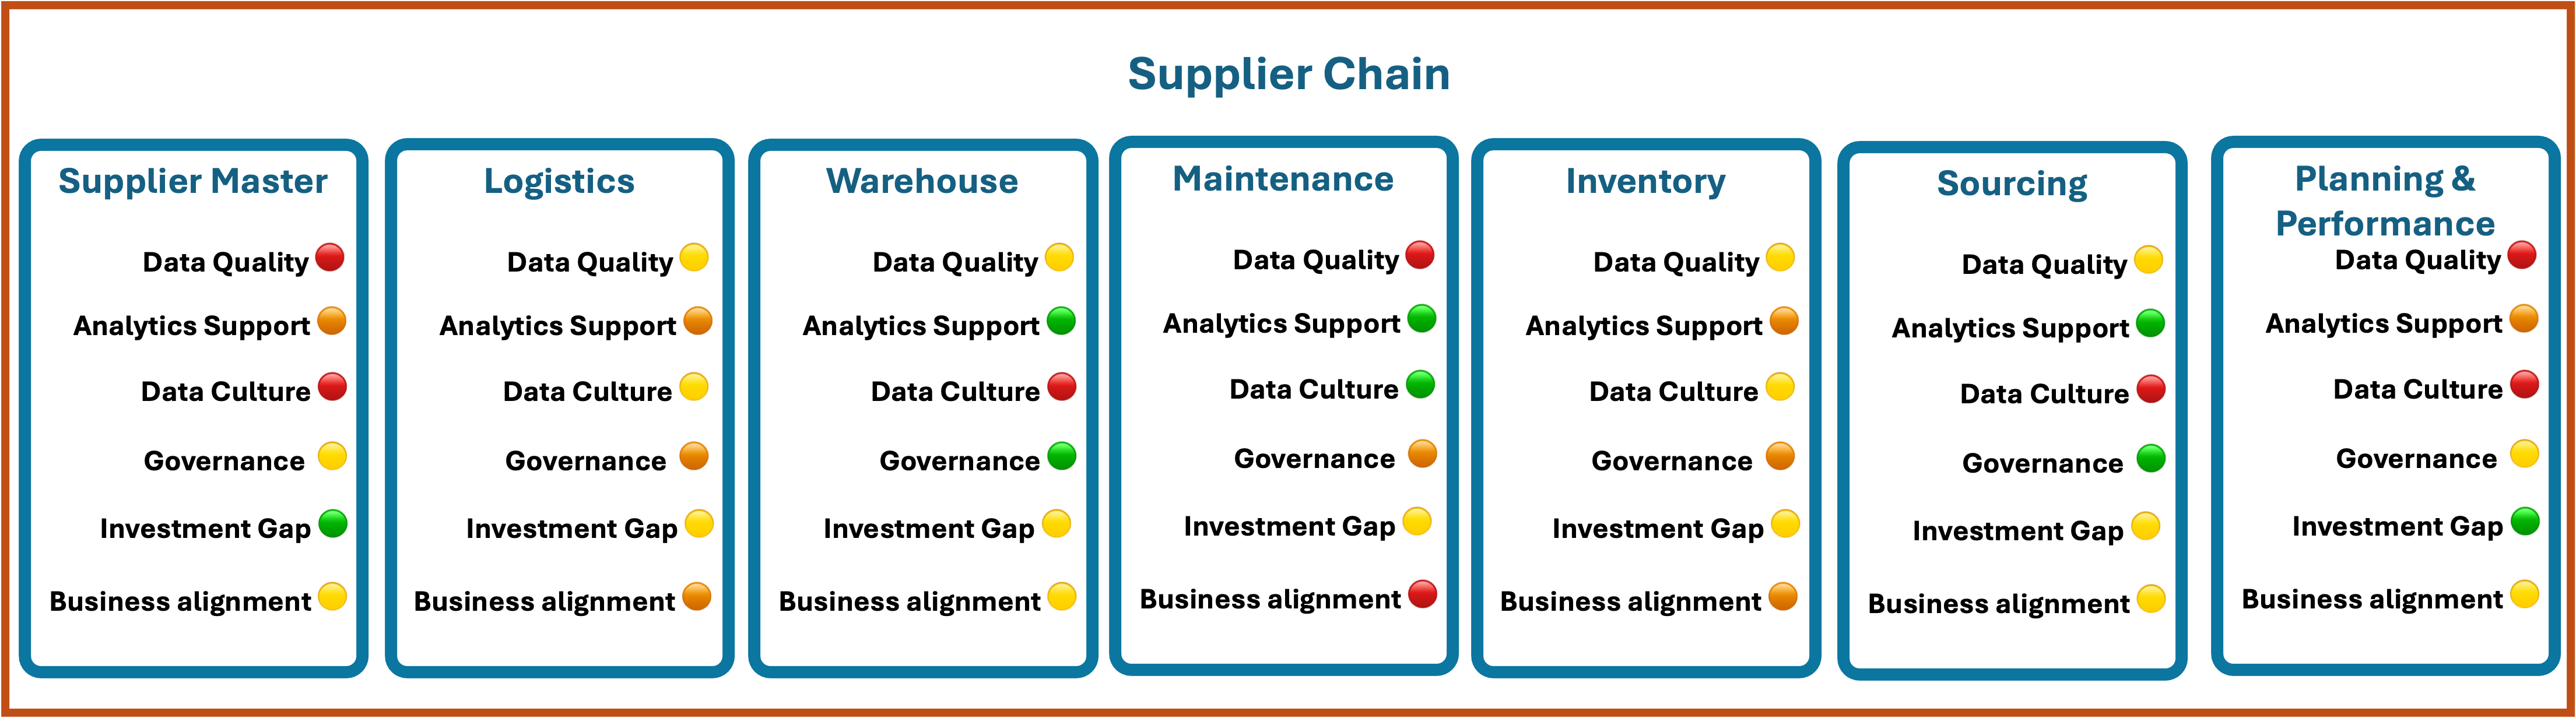 Supplier Chain
Supplier Master
Data Quality
Analytics Support
Data Culture
Governance
Investment Gap
Business alignment
Logistics
Data Quality
Analytics Support
Data Culture
Governance
Investment Gap
Business alignment
Warehouse
Data Quality
Analytics Support
Data Culture
Governance
Investment Gap
Business alignment
Maintenance
Data Quality
Analytics Support
Data Culture
Governance
Investment Gap
Business alignment
Inventory
Data Quality
Analytics Support
Data Culture
Governance
Investment Gap
Business alignment
Sourcing
Data Quality
Analytics Support
Data Culture
Governance
Investment Gap
Business alignment
Planning &
Performance
Data Quality
Analytics Support
Data Culture
Governance
Investment Gap
Business alignment